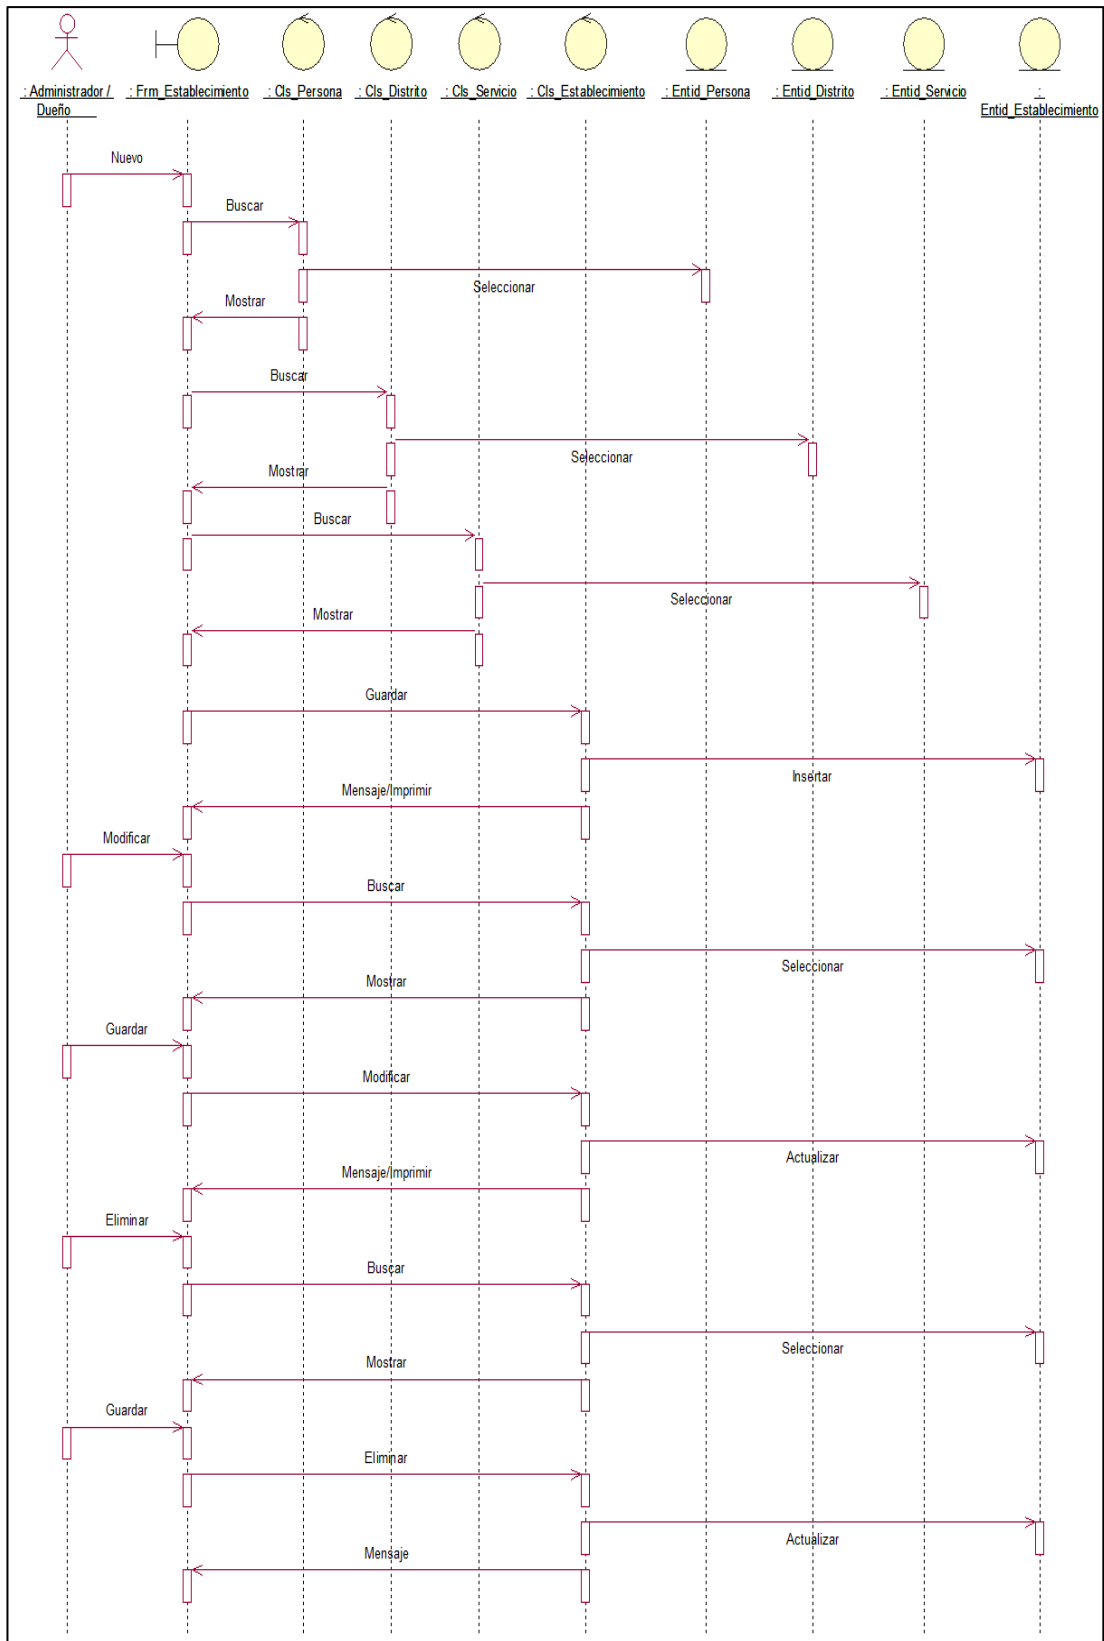 : Administrador /
Dueño
: Frm_Establecimiento
: Cls_Persona
: Cls_Distrito
: Cls_Servicio
: Cls_Establecimiento
: Entid_Persona
: Entid_Distrito
: Entid_Servicio
:
Entid_Establecimiento
Nuevo
Buscar
Seleccionar
Mostrar
Buscar
Seleccionar
Mostrar
Buscar
Seleccionar
Mostrar
Guardar
Insertar
Mensaje/Imprimir
Modificar
Buscar
Seleccionar
Mostrar
Guardar
Modificar
Actualizar
Mensaje/Imprimir
Eliminar
Buscar
Seleccionar
Mostrar
Guardar
Eliminar
Actualizar
Mensaje